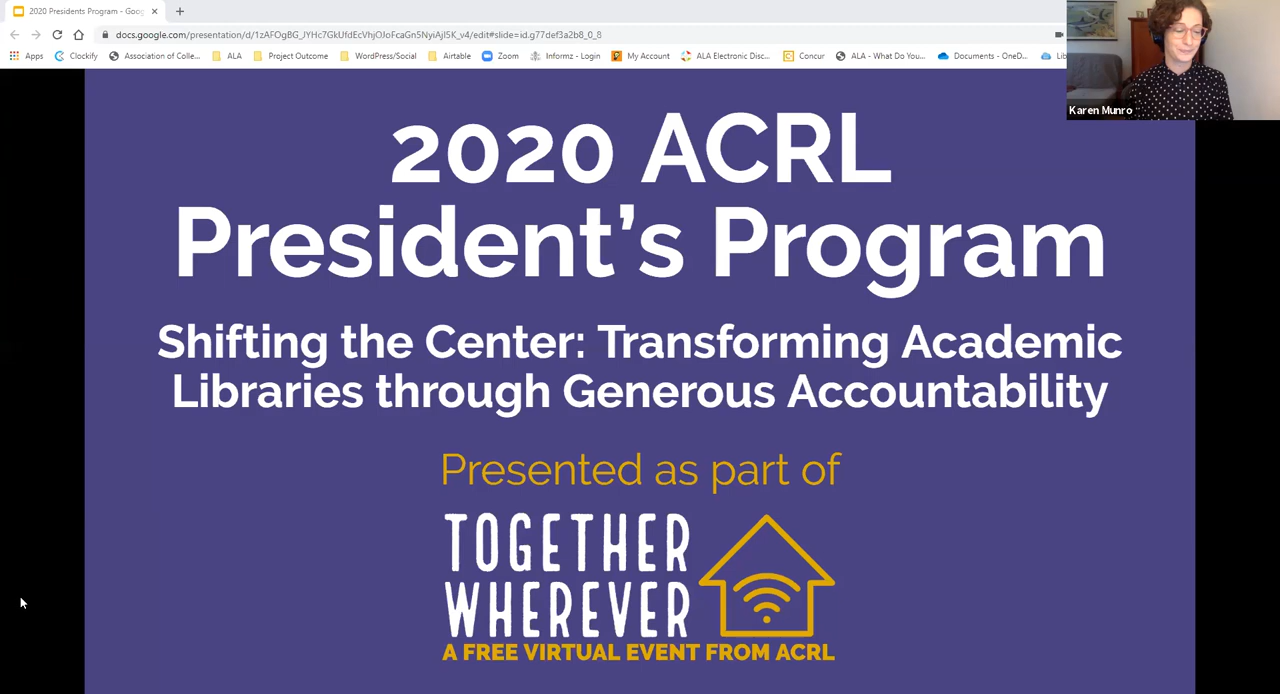 2020 Presidents Program - Goog
docs.google.com/presentation/d/1zAFOgBG_JYHc7GkUfdEcVhgOoFcaGn5NyiAjISK_v4/edit#slide=id.g77def3a2b8_0_8
Apps Clockify Association of Colle... ALA Project Outcome WordPress/Social Airtable Zoom Informz - Login My Account ALA Electronic Disc... Concur ALA - What Do You... Documents - OneD... Lib
Karen Munro
2020 ACRL
President's Program
Shifting the Center: Transforming Academic
Libraries through Generous Accountability
Presented as part of
TOGETHER
WHEREVER
A FREE VIRTUAL EVENT FROM ACRL